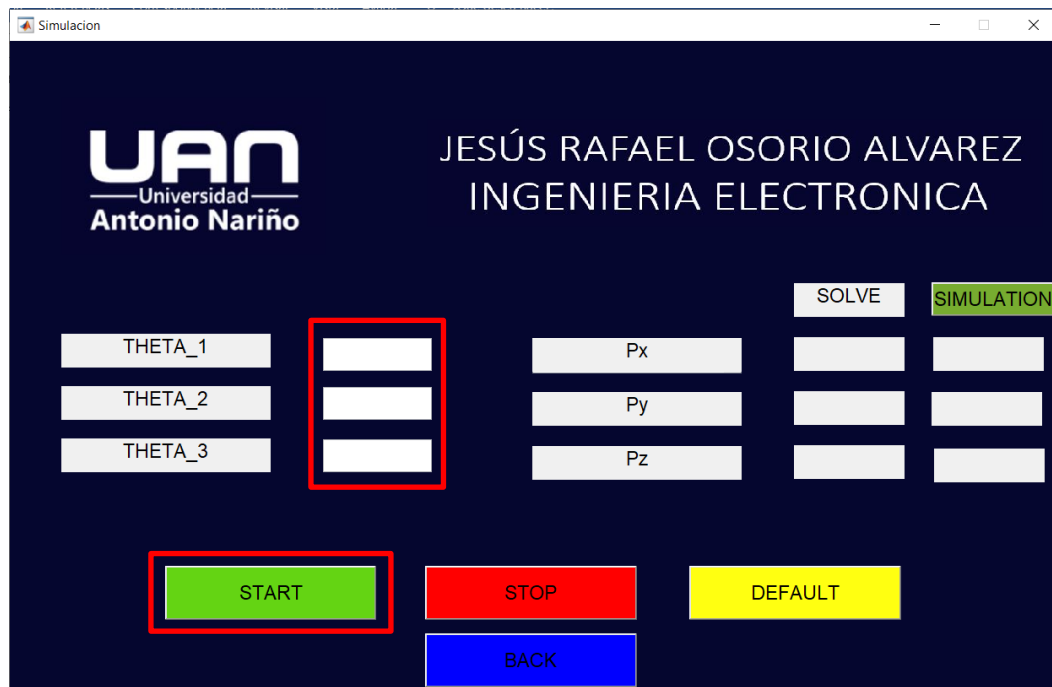 Simulacion
UAN
Universidad
Antonio Nariño
JESÚS RAFAEL OSORIO ALVAREZ
INGENIERIA ELECTRONICA
SOLVE
SIMULATION
THETA_1
Px
THETA_2
Py
THETA_3
Pz
START
STOP
DEFAULT
BACK